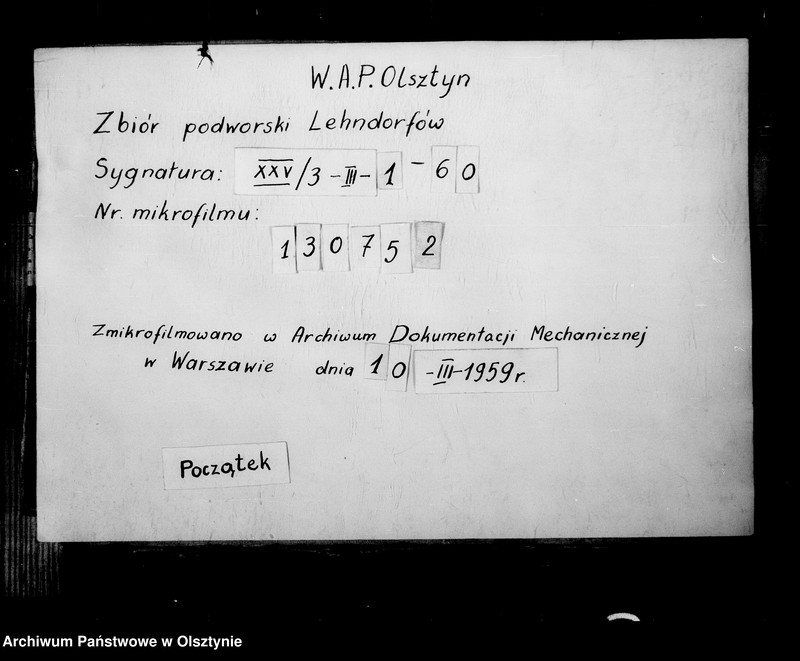 W.A.P. Olsztyn
Zbiór podworski Lehndorfów
Sygnatura: XXV/3-III-1-60
Nr. mikrofilmu:
130752
Zmikrofilmowano w Archiwum Dokumentacji Mechanicznej
w Warszawie dnia 10-III-1959r.
Początek
Archiwum Państwowe w Olsztynie